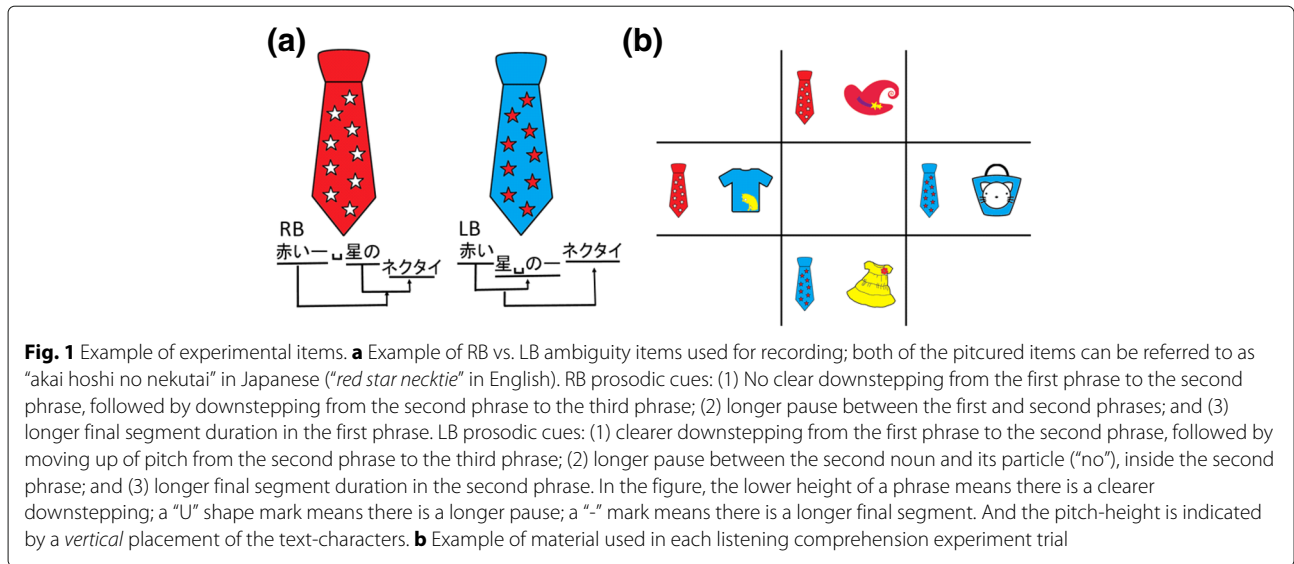 (a)
(b)
RB
赤いー␣星の
ネクタイ
LB
赤い
星␣のー
ネクタイ
Fig. 1 Example of experimental items. a Example of RB vs. LB ambiguity items used for recording; both of the pitcured items can be referred to as
“akai hoshi no nekutai” in Japanese (“red star necktie” in English). RB prosodic cues: (1) No clear downstepping from the first phrase to the second
phrase, followed by downstepping from the second phrase to the third phrase; (2) longer pause between the first and second phrases; and (3)
longer final segment duration in the first phrase. LB prosodic cues: (1) clearer downstepping from the first phrase to the second phrase, followed by
moving up of pitch from the second phrase to the third phrase; (2) longer pause between the second noun and its particle (“no”), inside the second
phrase; and (3) longer final segment duration in the second phrase. In the figure, the lower height of a phrase means there is a clearer
downstepping; a “U” shape mark means there is a longer pause; a “-” mark means there is a longer final segment. And the pitch-height is indicated
by a vertical placement of the text-characters. b Example of material used in each listening comprehension experiment trial